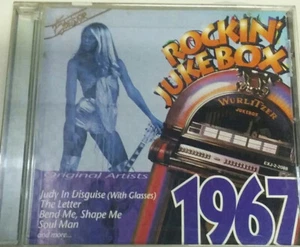 ROCKIN'
JUKEBOX
WURLITZER
Original Artists
Judy In Disguise (With Glasses)
The Letter
Bend Me, Shape Me
Soul Man
and more...
1967